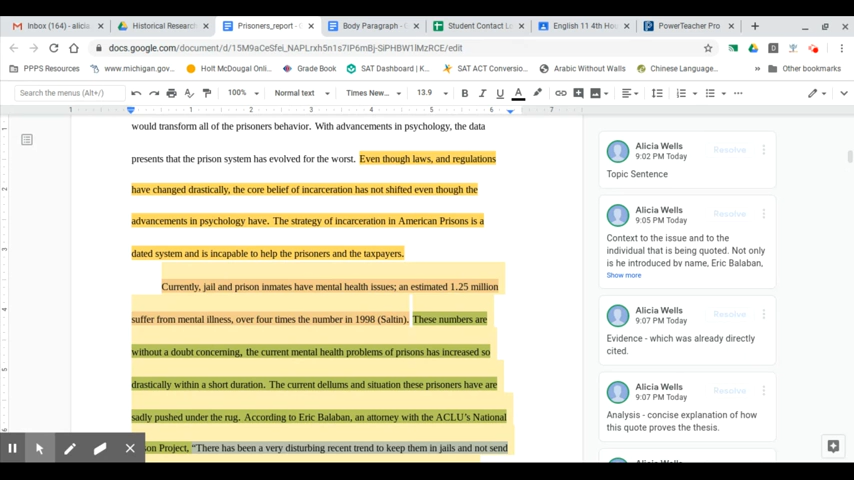 Inbox (164) - alicia.
Historical Research
Prisoners_report - G
Body Paragraph - D
Student Contact Lo
English 11 4th Hou
PowerTeacher Pro
docs.google.com/document/d/15M9aCeSfei_NAPLrxh5n1s7IP6mBj-SiPHBW1lMzRCE/edit
PPPS Resources
www.michigan.gov...
Holt McDougal Onli...
Grade Book
SAT Dashboard | K...
SAT ACT Conversio...
Arabic Without Walls
Chinese Language...
»
Other bookmarks
Search the menus (Alt+/)
100%
Normal text
Times New...
13.9
B I U A
1 1 2 3 4 5 6 7
would transform all of the prisoners behavior. With advancements in psychology, the data
presents that the prison system has evolved for the worst. Even though laws, and regulations
have changed drastically, the core belief of incarceration has not shifted even though the
advancements in psychology have. The strategy of incarceration in American Prisons is a
dated system and is incapable to help the prisoners and the taxpayers.
Currently, jail and prison inmates have mental health issues; an estimated 1.25 million
suffer from mental illness, over four times the number in 1998 (Saltin). These numbers are
without a doubt concerning, the current mental health problems of prisons has increased so
drastically within a short duration. The current dellums and situation these prisoners have are
sadly pushed under the rug. According to Eric Balaban, an attorney with the ACLU's National
son Project, "There has been a very disturbing recent trend to keep them in jails and not send
Alicia Wells
9:02 PM Today
Resolve
Topic Sentence
Alicia Wells
9:05 PM Today
Resolve
Context to the issue and to the
individual that is being quoted. Not only
is he introduced by name, Eric Balaban,
Show more
Alicia Wells
9:07 PM Today
Resolve
Evidence - which was already directly
cited.
Alicia Wells
9:07 PM Today
Resolve
Analysis - concise explanation of how
this quote proves the thesis.
Alicia Wells